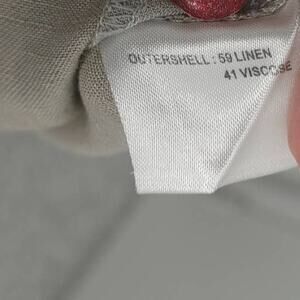 OUTERSHELL : 59 LINEN
41 VISCOSE